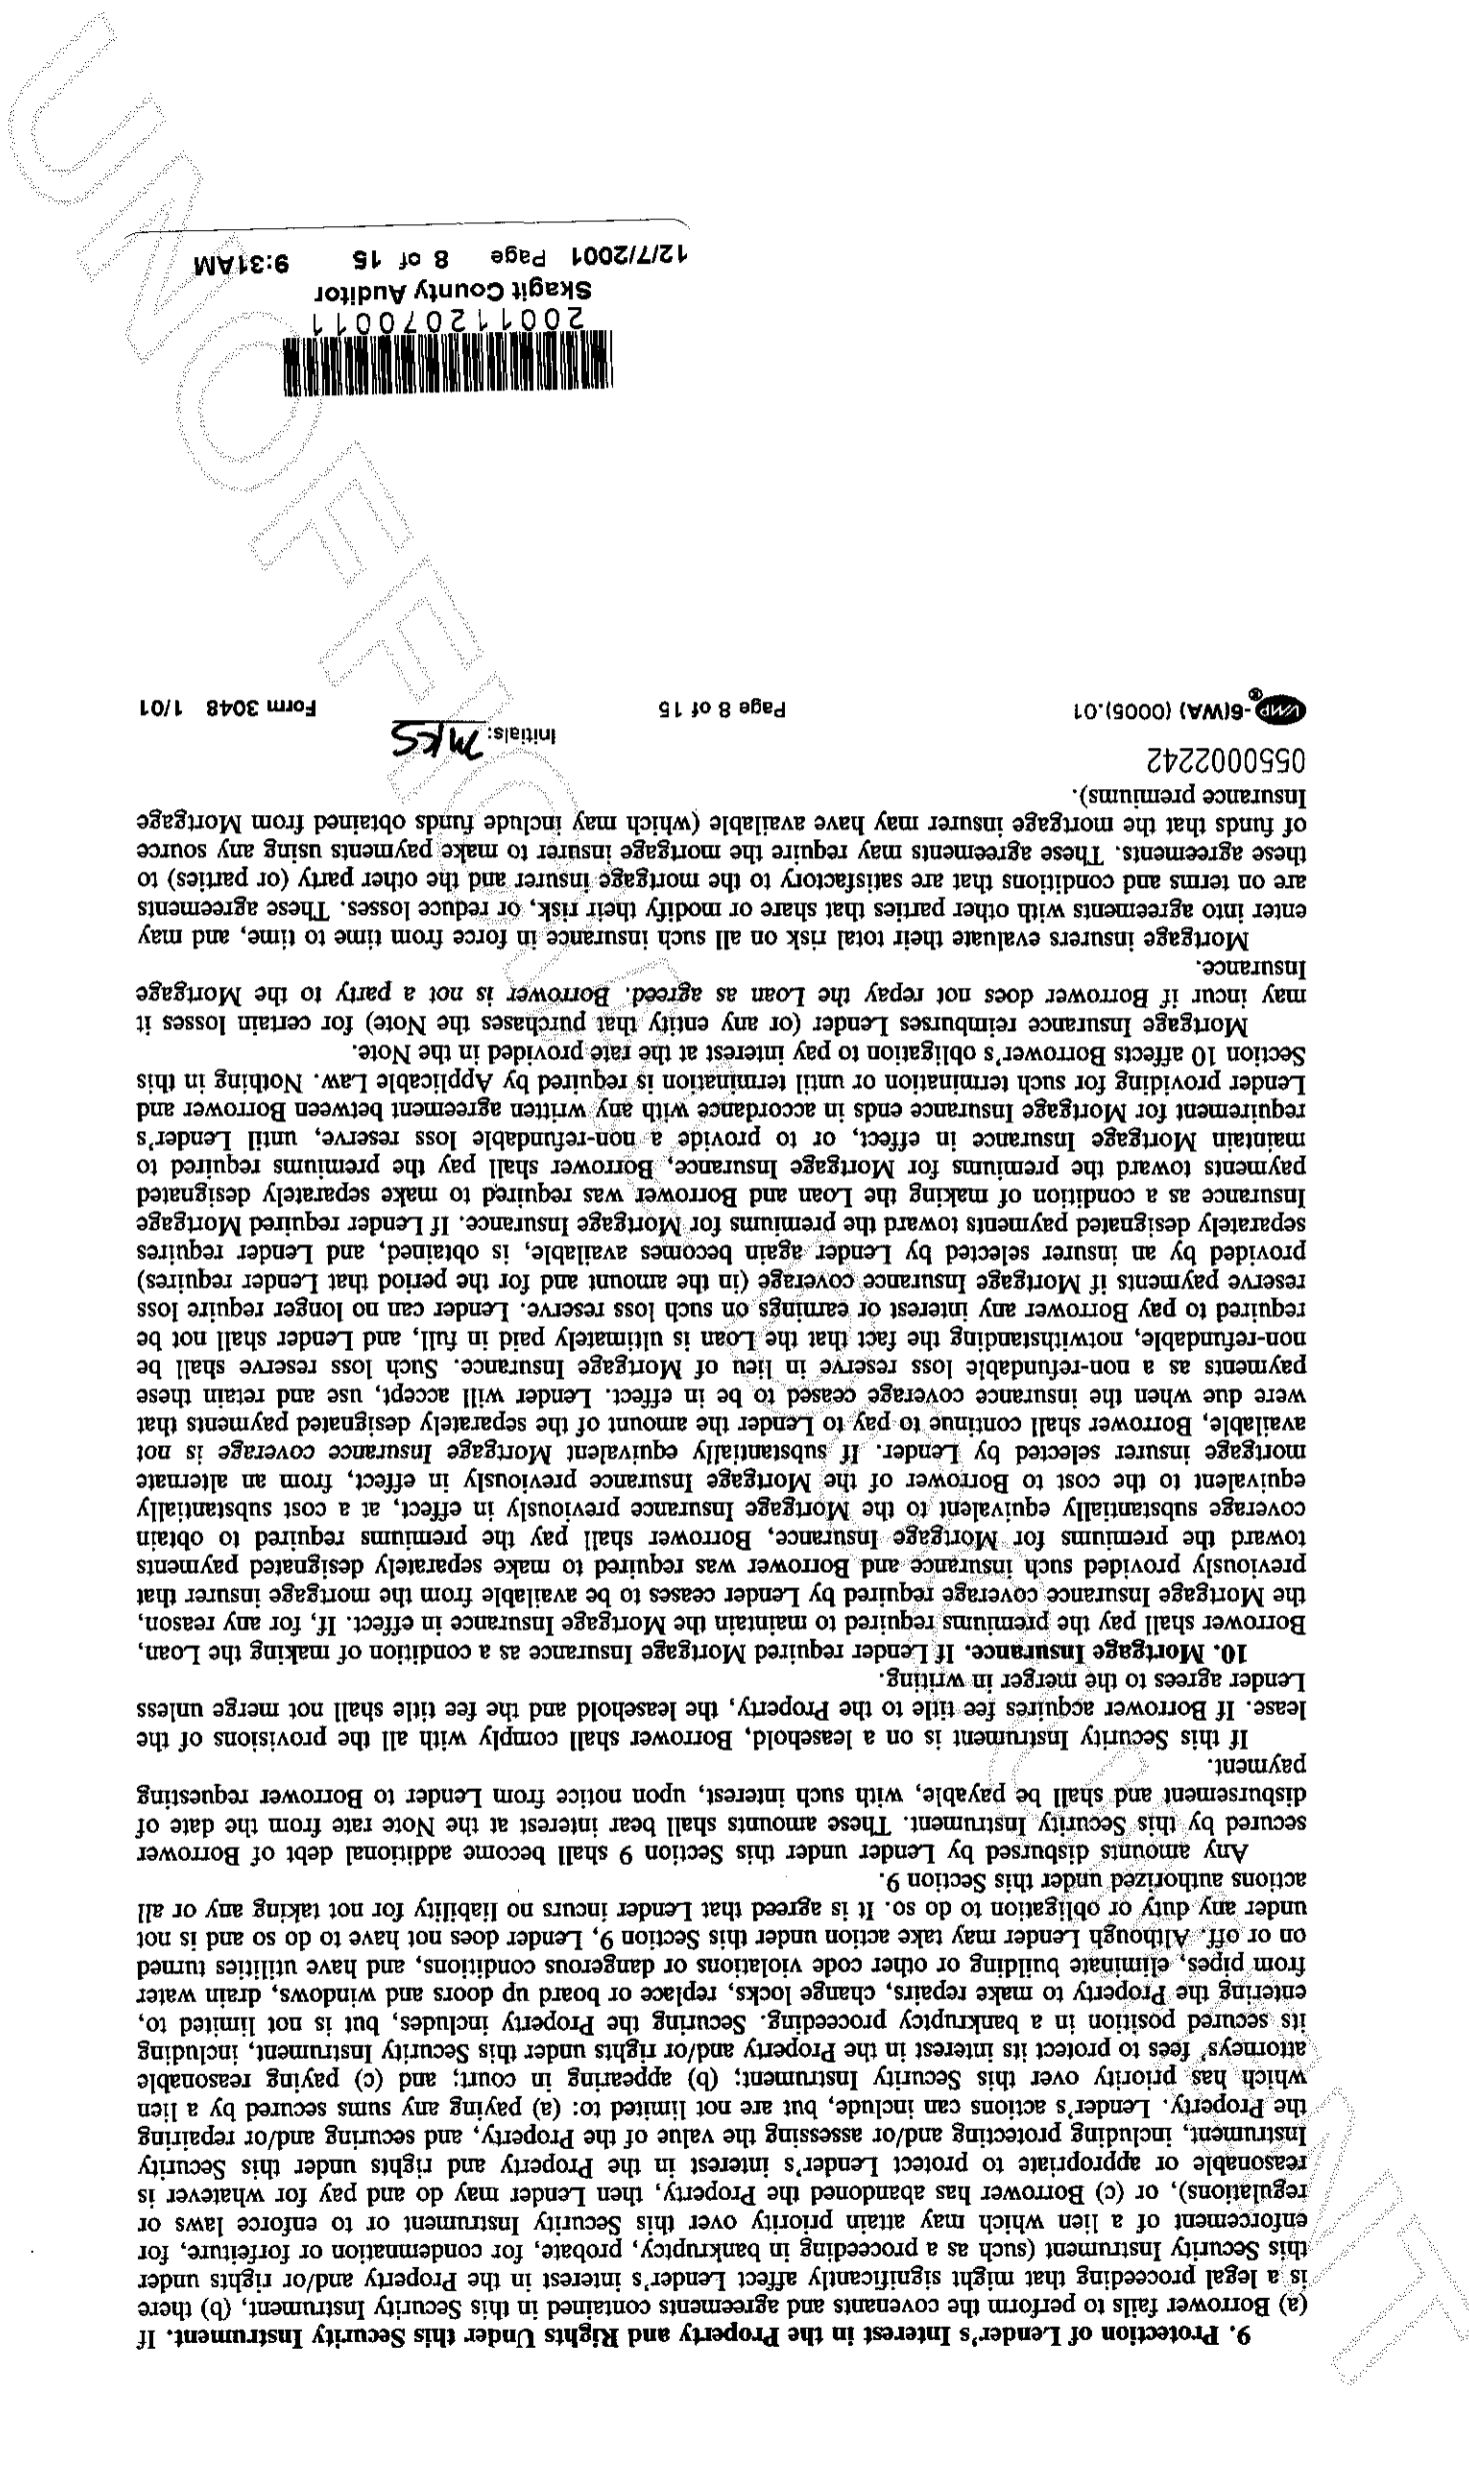 9. Protection of Lender's Interest in the Property and Rights Under this Security Instrument. If
(a) Borrower fails to perform the covenants and agreements contained in this Security Instrument, (b) there
is a legal proceeding that might significantly affect Lender's interest in the Property and/or rights under
this Security Instrument (such as a proceeding in bankruptcy, probate, for condemnation or forfeiture, for
enforcement of a lien which may attain priority over this Security Instrument or to enforce laws or
regulations), or (c) Borrower has abandoned the Property, then Lender may do and pay for whatever is
reasonable or appropriate to protect Lender's interest in the Property and rights under this Security
Instrument, including protecting and/or assessing the value of the Property, and securing and/or repairing
the Property. Lender's actions can include, but are not limited to: (a) paying any sums secured by a lien
which has priority over this Security Instrument; (b) appearing in court; and (c) paying reasonable
attorneys' fees to protect its interest in the Property and/or rights under this Security Instrument, including
its secured position in a bankruptcy proceeding. Securing the Property includes, but is not limited to,
entering the Property to make repairs, change locks, replace or board up doors and windows, drain water
from pipes, eliminate building or other code violations or dangerous conditions, and have utilities turned
on or off. Although Lender may take action under this Section 9, Lender does not have to do so and is not
under any duty or obligation to do so. It is agreed that Lender incurs no liability for not taking any or all
actions authorized under this Section 9.
Any amounts disbursed by Lender under this Section 9 shall become additional debt of Borrower
secured by this Security Instrument. These amounts shall bear interest at the Note rate from the date of
disbursement and shall be payable, with such interest, upon notice from Lender to Borrower requesting
payment.
If this Security Instrument is on a leasehold, Borrower shall comply with all the provisions of the
lease. If Borrower acquires fee title to the Property, the leasehold and the fee title shall not merge unless
Lender agrees to the merger in writing.
10. Mortgage Insurance. If Lender required Mortgage Insurance as a condition of making the Loan,
Borrower shall pay the premiums required to maintain the Mortgage Insurance in effect. If, for any reason,
the Mortgage Insurance coverage required by Lender ceases to be available from the mortgage insurer that
previously provided such insurance and Borrower was required to make separately designated payments
toward the premiums for Mortgage Insurance, Borrower shall pay the premiums required to obtain
coverage substantially equivalent to the Mortgage Insurance previously in effect, at a cost substantially
equivalent to the cost to Borrower of the Mortgage Insurance previously in effect, from an alternate
mortgage insurer selected by Lender. If substantially equivalent Mortgage Insurance coverage is not
available, Borrower shall continue to pay to Lender the amount of the separately designated payments that
were due when the insurance coverage ceased to be in effect. Lender will accept, use and retain these
payments as a non-refundable loss reserve in lieu of Mortgage Insurance. Such loss reserve shall be
non-refundable, notwithstanding the fact that the Loan is ultimately paid in full, and Lender shall not be
required to pay Borrower any interest or earnings on such loss reserve. Lender can no longer require loss
reserve payments if Mortgage Insurance coverage (in the amount and for the period that Lender requires)
provided by an insurer selected by Lender again becomes available, is obtained, and Lender requires
separately designated payments toward the premiums for Mortgage Insurance. If Lender required Mortgage
Insurance as a condition of making the Loan and Borrower was required to make separately designated
payments toward the premiums for Mortgage Insurance, Borrower shall pay the premiums required to
maintain Mortgage Insurance in effect, or to provide a non-refundable loss reserve, until Lender's
requirement for Mortgage Insurance ends in accordance with any written agreement between Borrower and
Lender providing for such termination or until termination is required by Applicable Law. Nothing in this
Section 10 affects Borrower's obligation to pay interest at the rate provided in the Note.
Mortgage Insurance reimburses Lender (or any entity that purchases the Note) for certain losses it
may incur if Borrower does not repay the Loan as agreed. Borrower is not a party to the Mortgage
Insurance.
Mortgage insurers evaluate their total risk on all such insurance in force from time to time, and may
enter into agreements with other parties that share or modify their risk, or reduce losses. These agreements
are on terms and conditions that are satisfactory to the mortgage insurer and the other party (or parties) to
these agreements. These agreements may require the mortgage insurer to make payments using any source
of funds that the mortgage insurer may have available (which may include funds obtained from Mortgage
Insurance premiums).
0550002242
Initials: MKS
VMP®-6(WA) (0005).01 Page 8 of 15 Form 3048 1/01
200112070011
Skagit County Auditor
12/7/2001 Page 8 of 15 9:31AM
UNOFFICIAL DOCUMENT